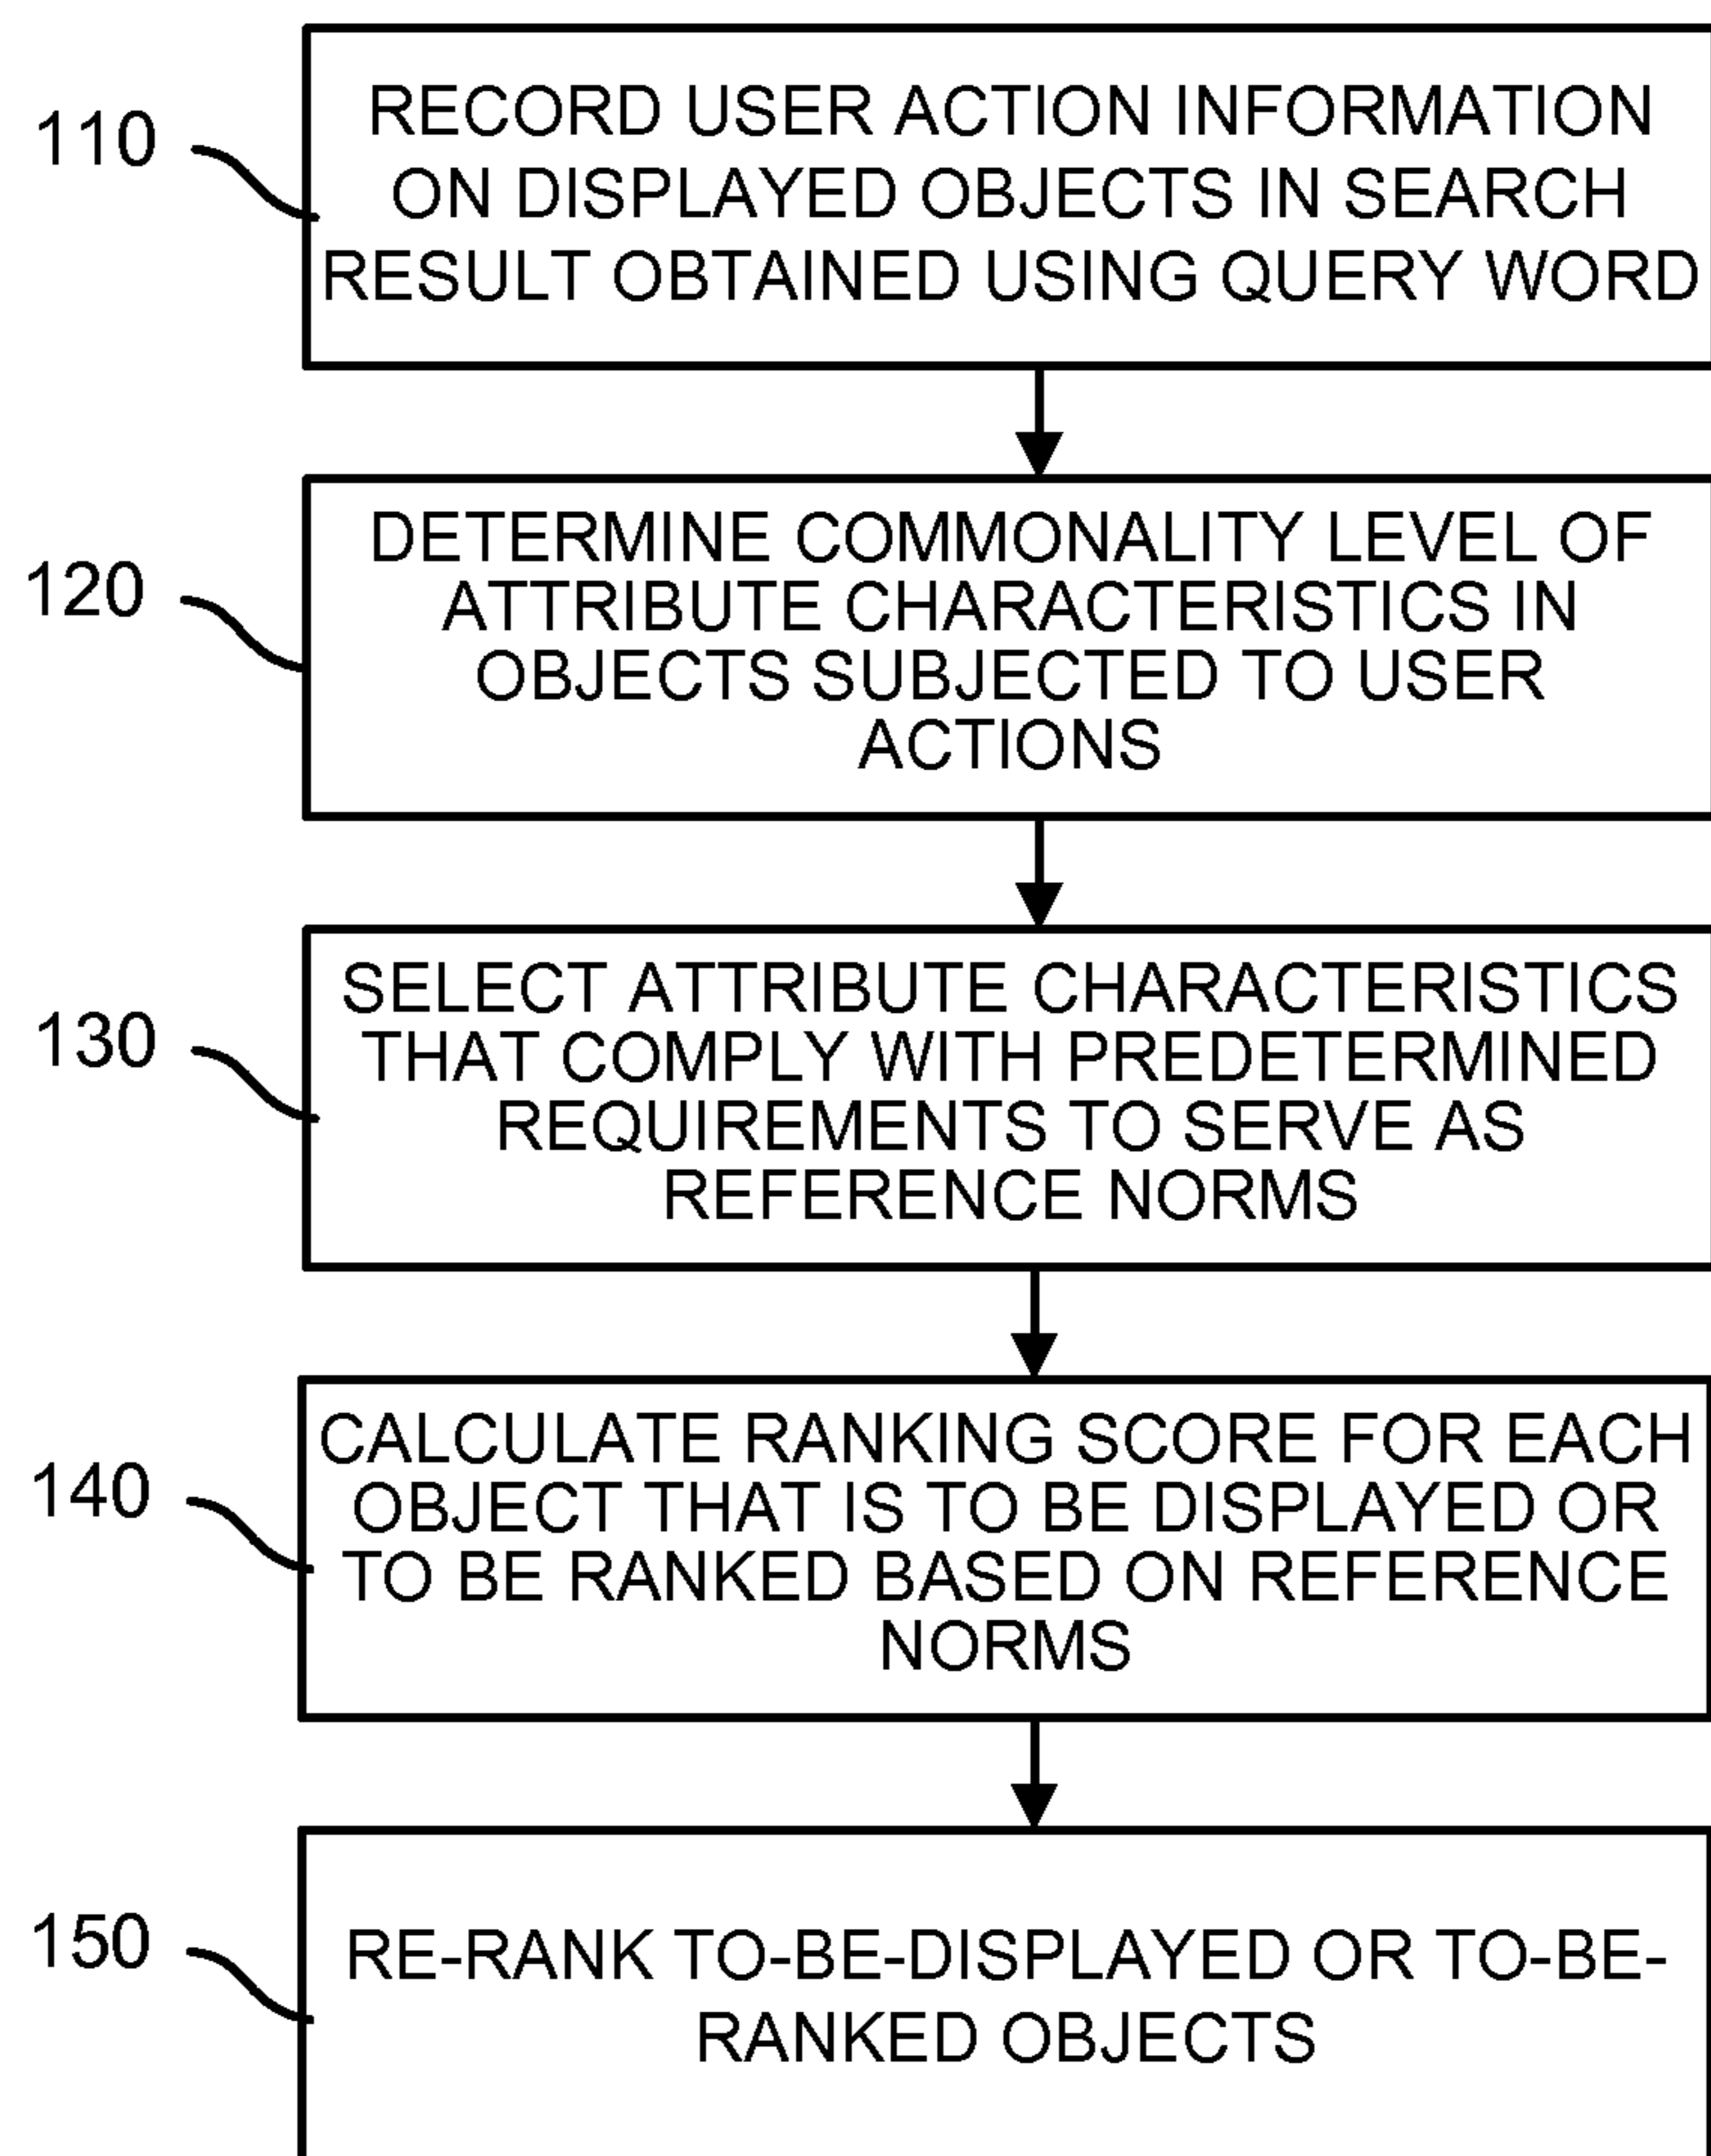 110
RECORD USER ACTION INFORMATION
ON DISPLAYED OBJECTS IN SEARCH
RESULT OBTAINED USING QUERY WORD
120
DETERMINE COMMONALITY LEVEL OF
ATTRIBUTE CHARACTERISTICS IN
OBJECTS SUBJECTED TO USER
ACTIONS
130
SELECT ATTRIBUTE CHARACTERISTICS
THAT COMPLY WITH PREDETERMINED
REQUIREMENTS TO SERVE AS
REFERENCE NORMS
140
CALCULATE RANKING SCORE FOR EACH
OBJECT THAT IS TO BE DISPLAYED OR
TO BE RANKED BASED ON REFERENCE
NORMS
150
RE-RANK TO-BE-DISPLAYED OR TO-BE-
RANKED OBJECTS